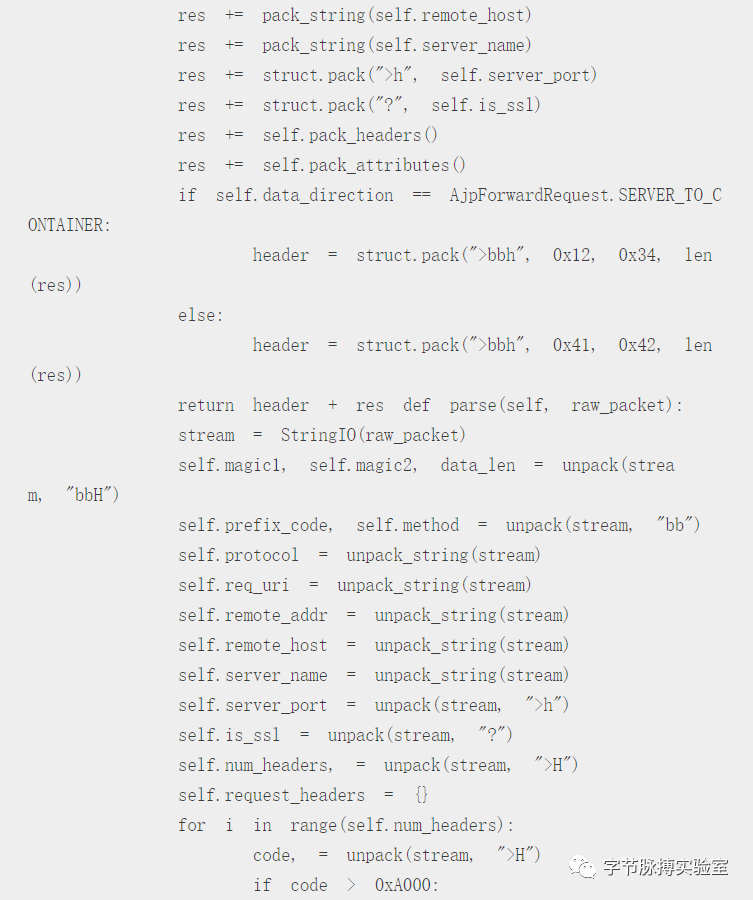 res += pack_string(self.remote_host)
res += pack_string(self.server_name)
res += struct.pack(">h", self.server_port)
res += struct.pack("?", self.is_ssl)
res += self.pack_headers()
res += self.pack_attributes()
if self.data_direction == AjpForwardRequest.SERVER_TO_C
ONTAINER:
header = struct.pack(">bbh", 0x12, 0x34, len
(res))
else:
header = struct.pack(">bbh", 0x41, 0x42, len
(res))
return header + res def parse(self, raw_packet):
stream = StringIO(raw_packet)
self.magic1, self.magic2, data_len = unpack(strea
m, "bbH")
self.prefix_code, self.method = unpack(stream, "bb")
self.protocol = unpack_string(stream)
self.req_uri = unpack_string(stream)
self.remote_addr = unpack_string(stream)
self.remote_host = unpack_string(stream)
self.server_name = unpack_string(stream)
self.server_port = unpack(stream, ">h")
self.is_ssl = unpack(stream, "?")
self.num_headers, = unpack(stream, ">H")
self.request_headers = {}
for i in range(self.num_headers):
code, = unpack(stream, ">H")
if code > 0xA000:
字节脉搏实验室